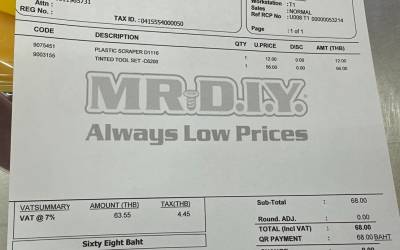 Attn :
REG No. :
TAX ID. : 0415554000050
Workstation : T1
Sales : NORMAL
Ref RCP No : U008 T1 00000053214
Page : 1 of 1
CODE DESCRIPTION QTY U.PRICE DISC AMT (THB)
9075451 PLASTIC SCRAPER D1116 1 12.00 0.00 12.00
9003155 TINTED TOOL SET 1 56.00 0.00 56.00
MR.D.I.Y.
Always Low Prices
VATSUMMARY AMOUNT (THB) TAX(THB)
VAT @ 7% 63.55 4.45
Sixty Eight Baht
Sub-Total : 68.00
Round. ADJ. : 0.00
TOTAL (Incl VAT) : 68.00
QR PAYMENT : 68.00 BAHT